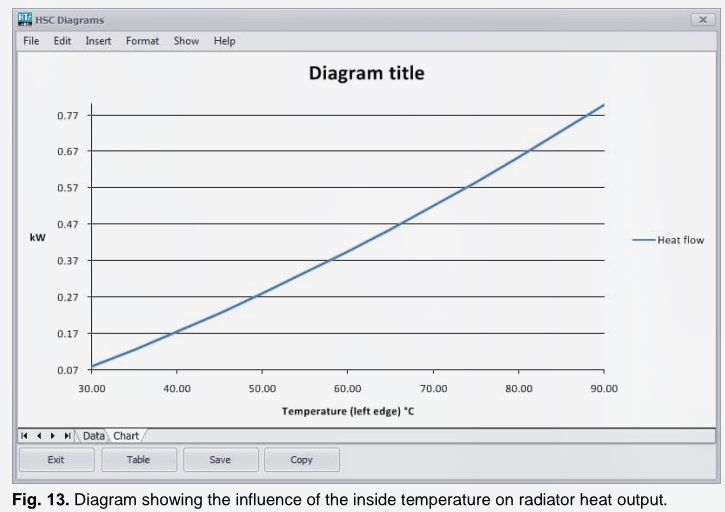 HSC Diagrams
File Edit Insert Format Show Help
Diagram title
0.77
0.67
0.57
0.47
kW
Heat flow
0.37
0.27
0.17
0.07
30.00 40.00 50.00 60.00 70.00 80.00 90.00
Temperature (left edge) °C
Data Chart
Exit Table Save Copy
Fig. 13. Diagram showing the influence of the inside temperature on radiator heat output.